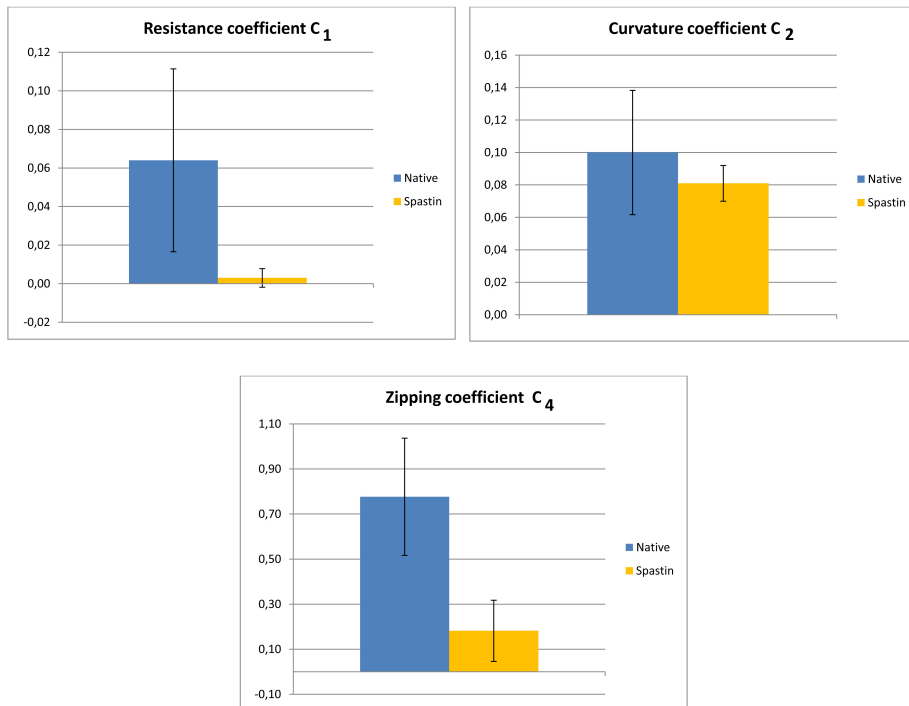 Resistance coefficient C 1
0,12
0,10
0,08
0,06
0,04
0,02
0,00
-0,02
Native
Spastin
Curvature coefficient C 2
0,16
0,14
0,12
0,10
0,08
0,06
0,04
0,02
0,00
Native
Spastin
Zipping coefficient C 4
1,10
0,90
0,70
0,50
0,30
0,10
-0,10
Native
Spastin